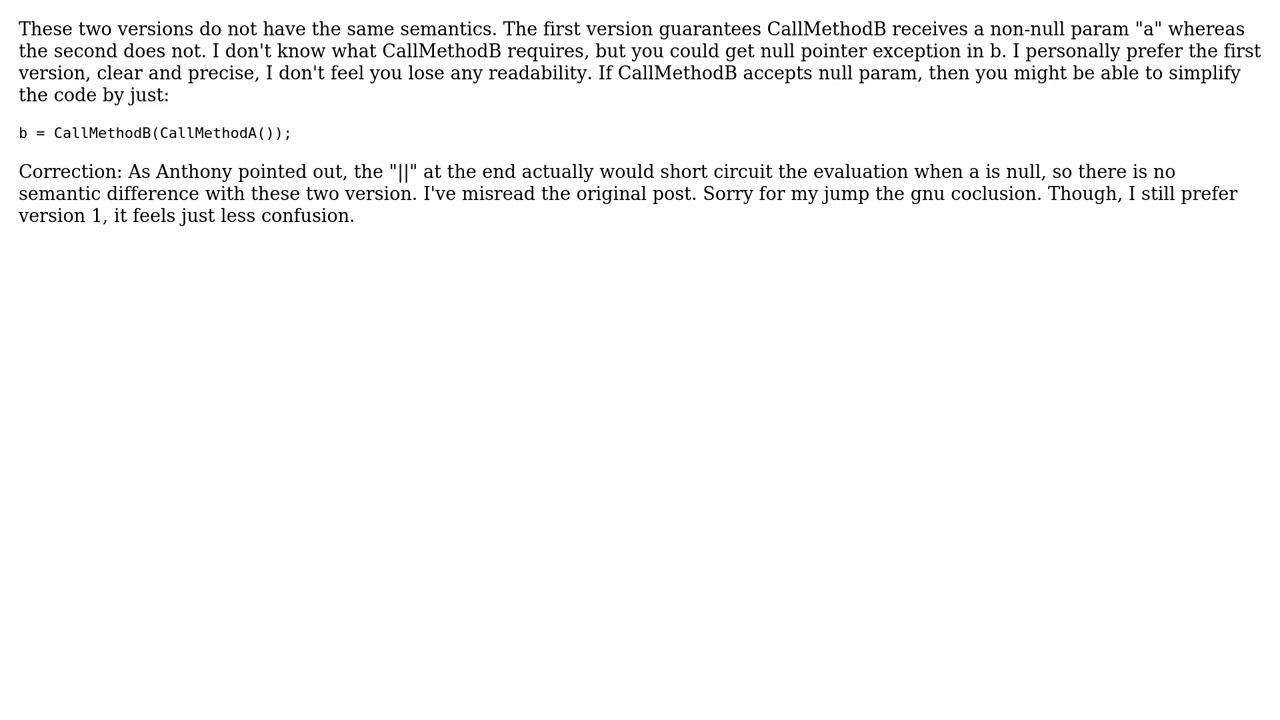 These two versions do not have the same semantics. The first version guarantees CallMethodB receives a non-null param "a" whereas
the second does not. I don't know what CallMethodB requires, but you could get null pointer exception in b. I personally prefer the first
version, clear and precise, I don't feel you lose any readability. If CallMethodB accepts null param, then you might be able to simplify
the code by just:
b = CallMethodB(CallMethodA());
Correction: As Anthony pointed out, the "||" at the end actually would short circuit the evaluation when a is null, so there is no
semantic difference with these two version. I've misread the original post. Sorry for my jump the gnu coclusion. Though, I still prefer
version 1, it feels just less confusion.